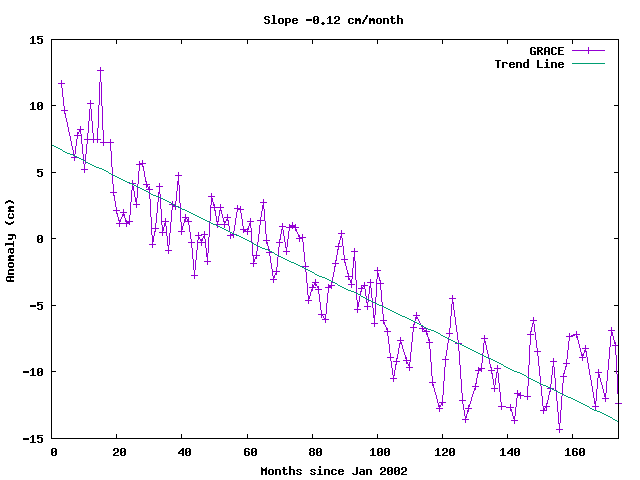 Slope -0.12 cm/month
GRACE
Trend Line
15
10
5
0
-5
-10
-15
Anomaly (cm)
0 20 40 60 80 100 120 140 160
Months since Jan 2002